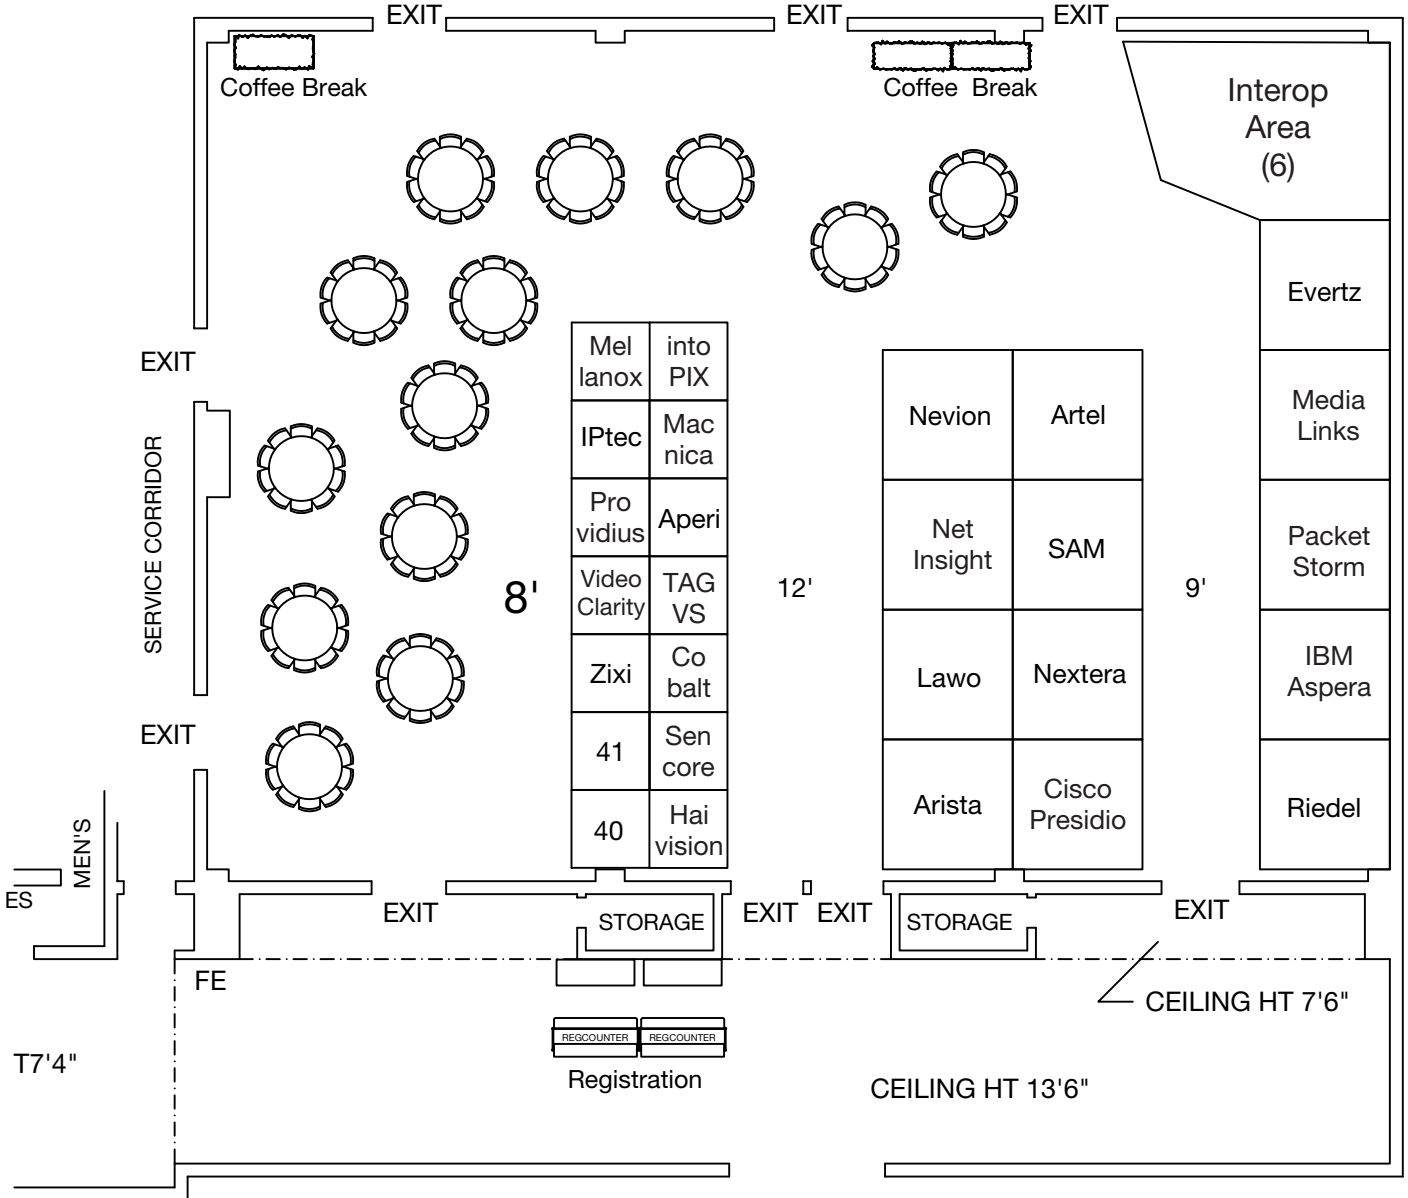 EXIT
EXIT
EXIT
Coffee Break
Coffee Break
Interop
Area
(6)
Evertz
EXIT
Mel
lanox
into
PIX
Nevion
Artel
Media
Links
IPtec
Mac
nica
SERVICE CORRIDOR
Pro
vidius
Aperi
Net
Insight
SAM
Packet
Storm
8'
Video
Clarity
TAG
VS
12'
9'
Zixi
Co
balt
Lawo
Nextera
IBM
Aspera
EXIT
41
Sen
core
Arista
Cisco
Presidio
Riedel
40
Hai
vision
MEN'S
ES
EXIT
STORAGE
EXIT
EXIT
STORAGE
EXIT
FE
CEILING HT 7'6"
REGCOUNTER
REGCOUNTER
T7'4"
Registration
CEILING HT 13'6"